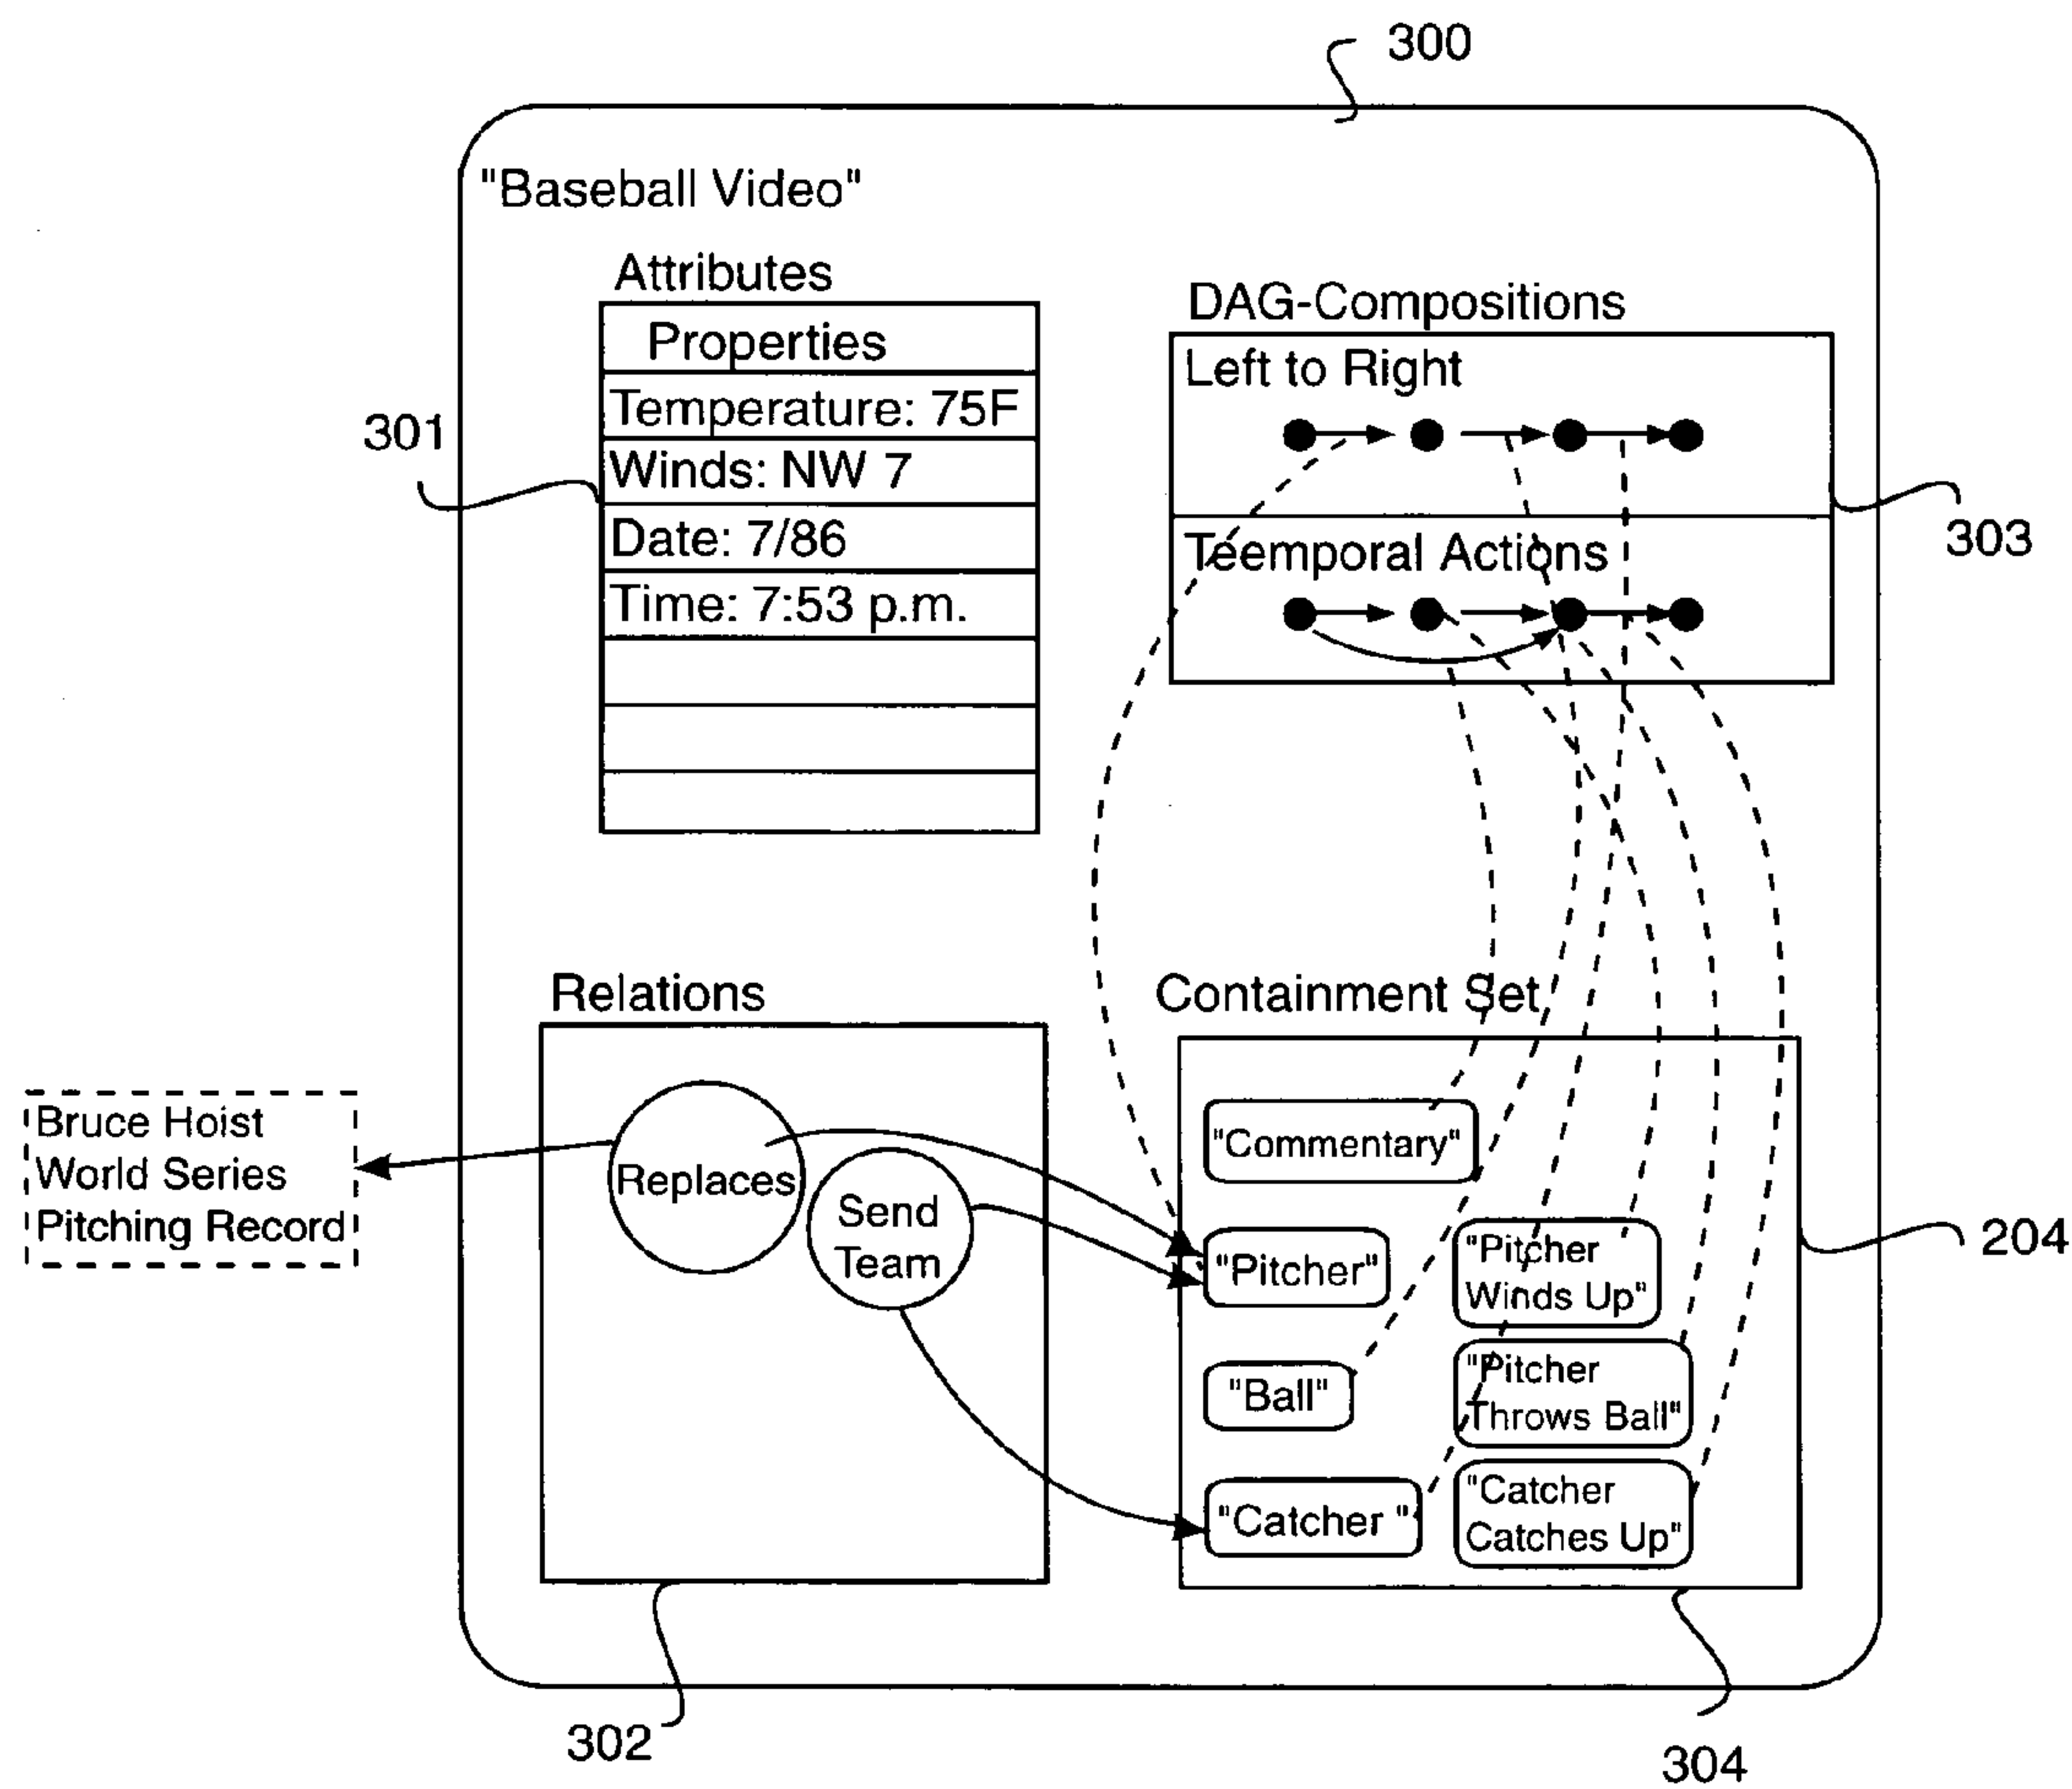 300
"Baseball Video"
Attributes
Properties
Temperature: 75F
Winds: NW 7
Date: 7/86
Time: 7:53 p.m.
301
DAG-Compositions
Left to Right
Teemporal Actions
303
Relations
Replaces
Send
Team
Bruce Hoist
World Series
Pitching Record
302
Containment Set
"Commentary"
"Pitcher"
"Ball"
"Catcher "
"Pitcher
Winds Up"
"Pitcher
Throws Ball"
"Catcher
Catches Up"
204
304